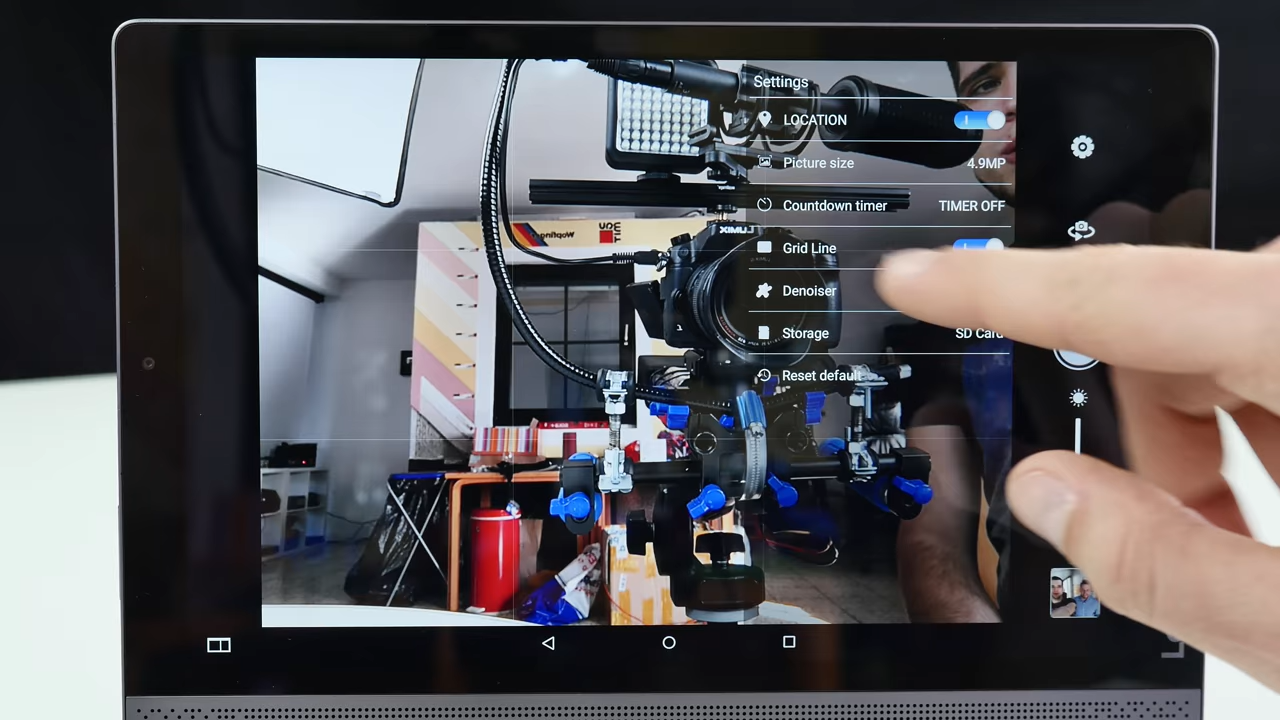 Settings
LOCATION
Picture size 4.9MP
Countdown timer TIMER OFF
Grid Line
Denoiser
Storage SD Card
Reset default
LUMIX
Wopfinger